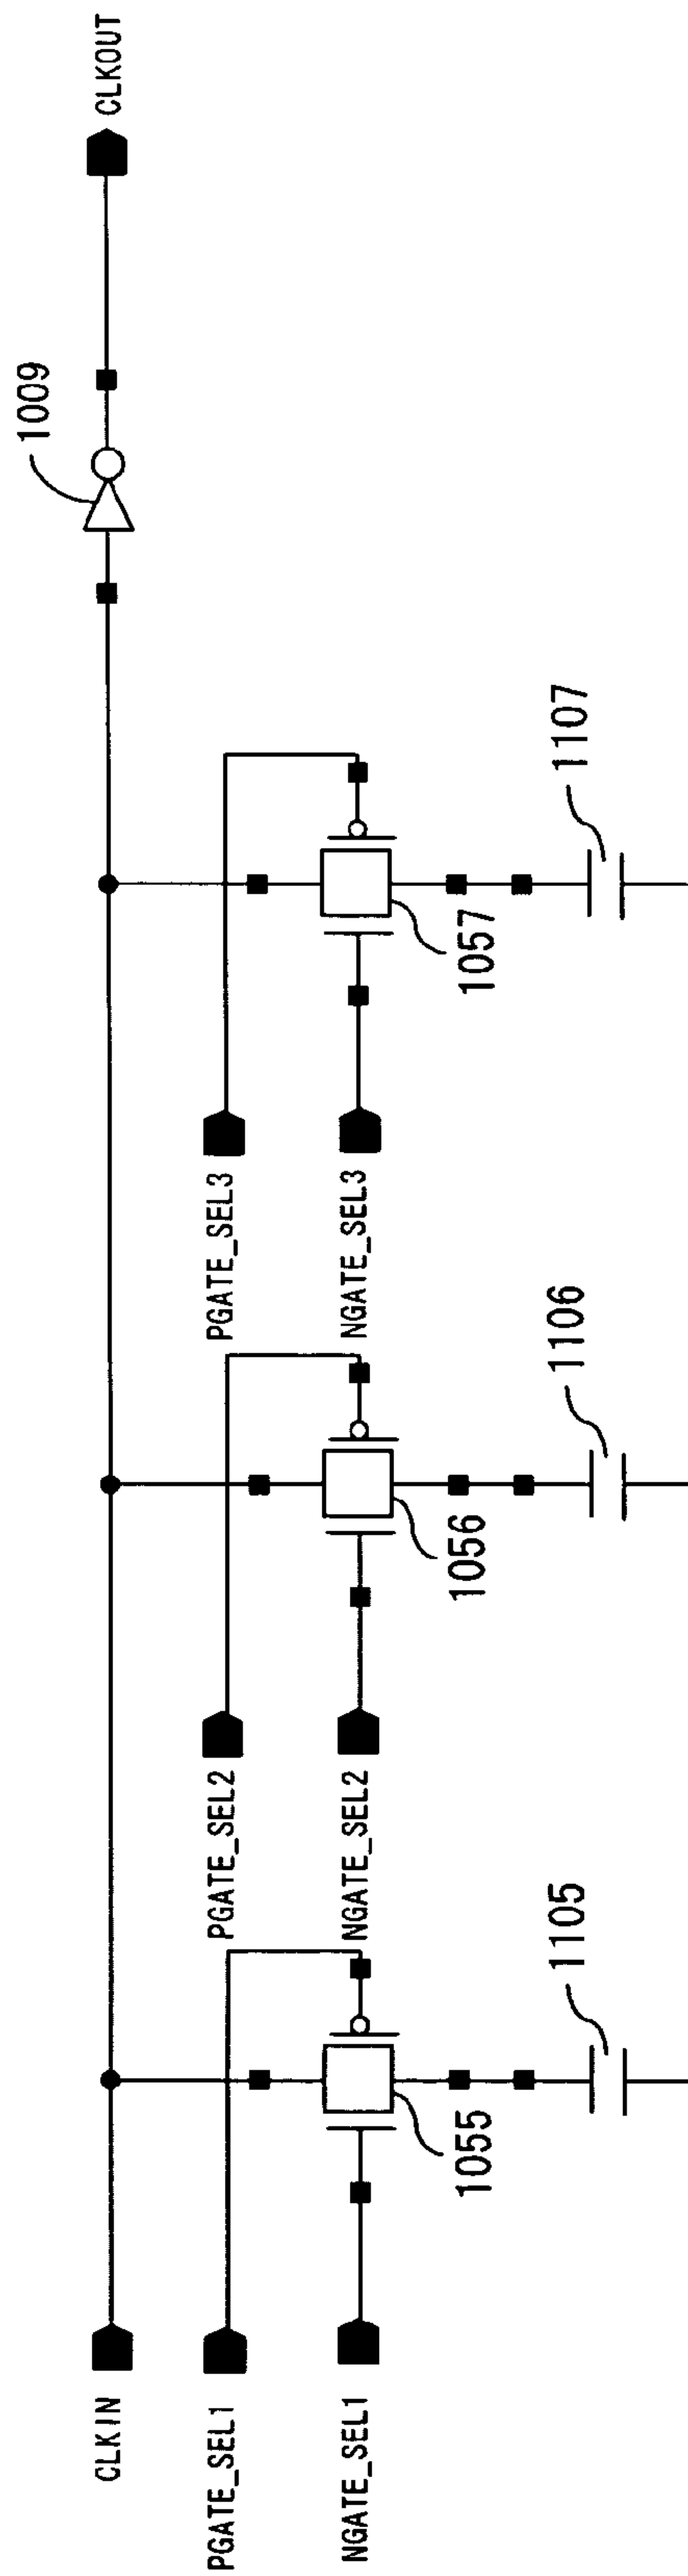 CLKIN
CLKOUT
1009
PGATE_SEL1
PGATE_SEL2
PGATE_SEL3
NGATE_SEL1
NGATE_SEL2
NGATE_SEL3
1055
1056
1057
1105
1106
1107